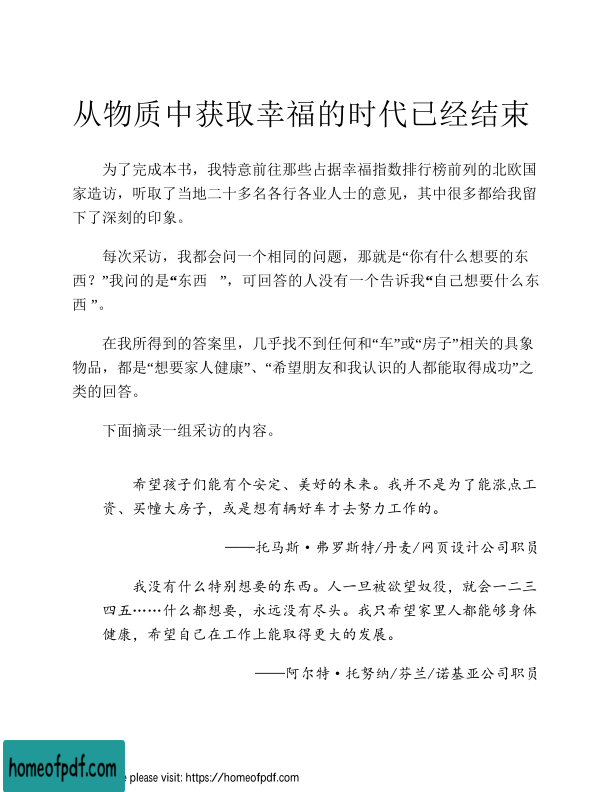 从物质中获取幸福的时代已经结束
为了完成本书，我特意前往那些占据幸福指数排行榜前列的北欧国
家造访，听取了当地二十多名各行各业人士的意见，其中很多都给我留
下了深刻的印象。
每次采访，我都会问一个相同的问题，那就是“你有什么想要的东
西？”我问的是“东西 ”，可回答的人没有一个告诉我“自己想要什么东
西 ”。
在我所得到的答案里，几乎找不到任何和“车”或“房子”相关的具象
物品，都是“想要家人健康”、“希望朋友和我认识的人都能取得成功”之
类的回答。
下面摘录一组采访的内容。
希望孩子们能有个安定、美好的未来。我并不是为了能涨点工
资、买幢大房子，或是想有辆好车才去努力工作的。
——托马斯·弗罗斯特/丹麦/网页设计公司职员
我没有什么特别想要的东西。人一旦被欲望奴役，就会一二三
四五……什么都想要，永远没有尽头。我只希望家里人都能够身体
健康，希望自己在工作上能取得更大的发展。
——阿尔特·托努纳/芬兰/诺基亚公司职员
homeofpdf.com
e please visit: https://homeofpdf.com